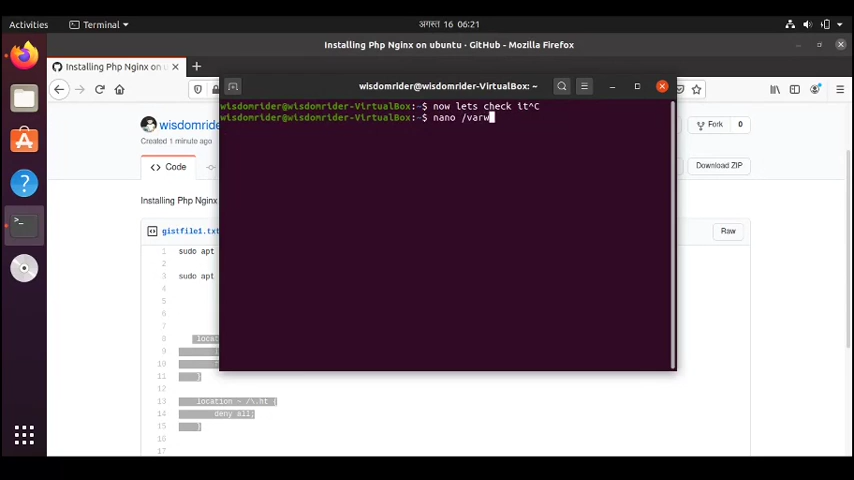 Activities
Terminal
अगस्त 16 06:21
Installing Php Nginx on ubuntu · GitHub - Mozilla Firefox
Installing Php Nginx on u
wisdomrider@wisdomrider-VirtualBox: ~
wisdomrider@wisdomrider-VirtualBox:~$ now lets check it^C
wisdomrider@wisdomrider-VirtualBox:~$ nano /varw
wisdomride
Fork 0
Created 1 minute ago
Code
Download ZIP
Installing Php Nginx
gistfile1.txt
Raw
1 sudo apt
2
3 sudo apt
4
5
6
7
8 locat
9
10
11 }
12
13 location ~ /\.ht {
14 deny all;
15 }
16
17